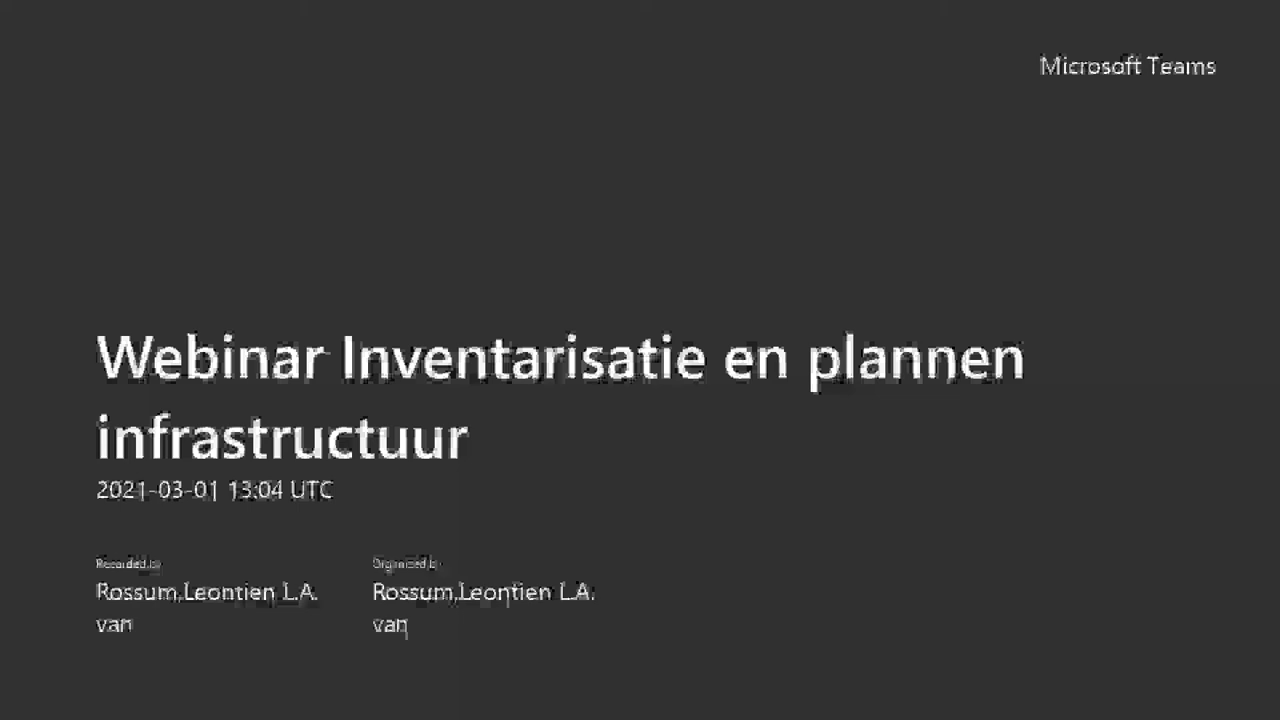 Microsoft Teams
Webinar Inventarisatie en plannen
infrastructuur
2021-03-01 13:04 UTC
Recorded by
Organized by
Rossum,Leontien L.A.
van
Rossum,Leontien L.A.
van